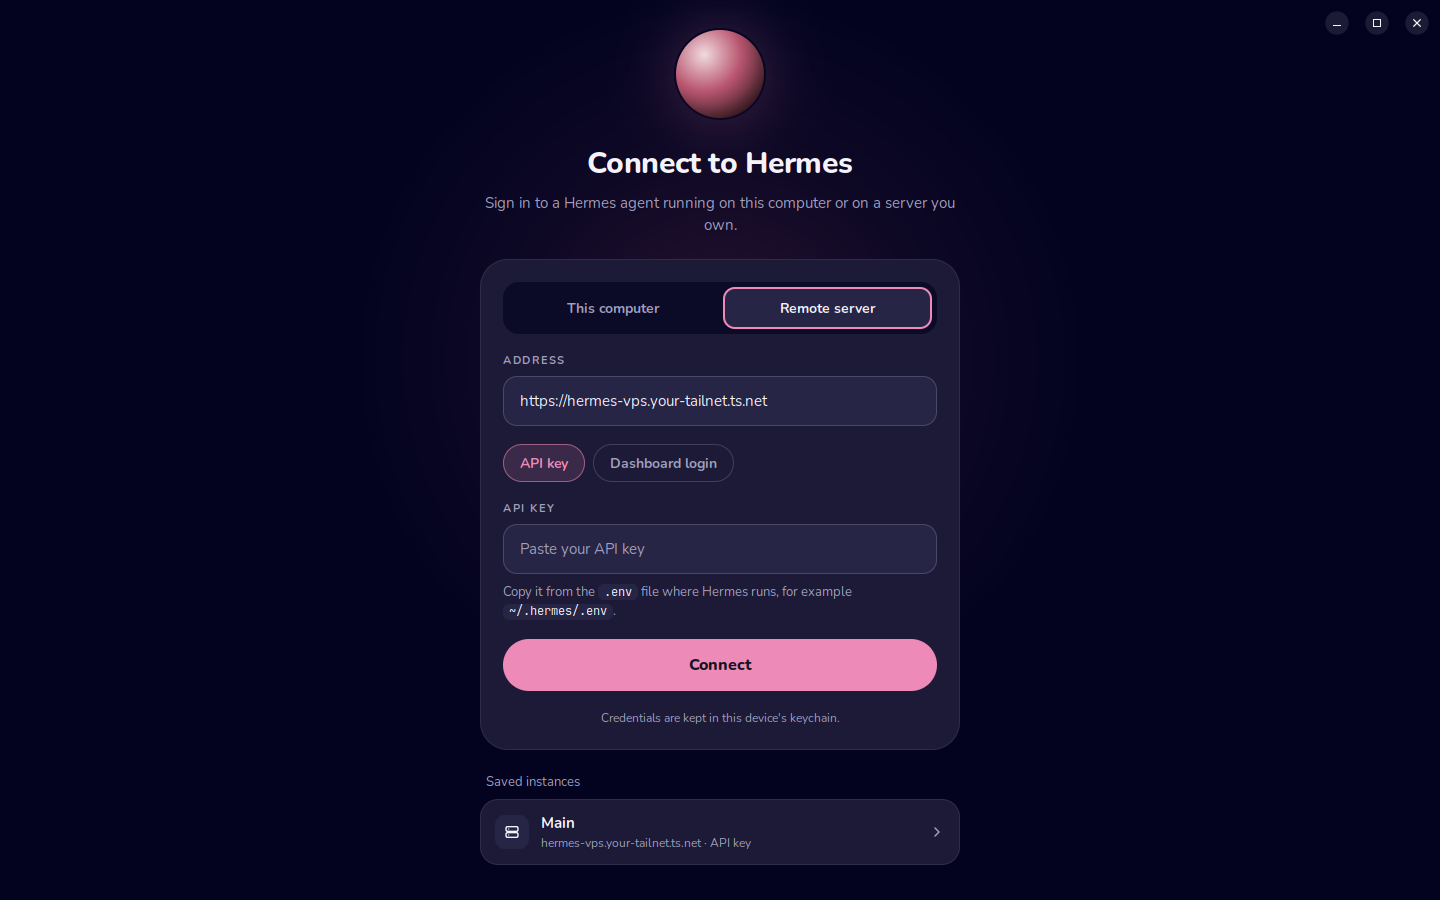 Connect to Hermes
Sign in to a Hermes agent running on this computer or on a server you
own.
This computer
Remote server
ADDRESS
https://hermes-vps.your-tailnet.ts.net
API key
Dashboard login
API KEY
Paste your API key
Copy it from the .env file where Hermes runs, for example
~/.hermes/.env.
Connect
Credentials are kept in this device's keychain.
Saved instances
Main
hermes-vps.your-tailnet.ts.net · API key